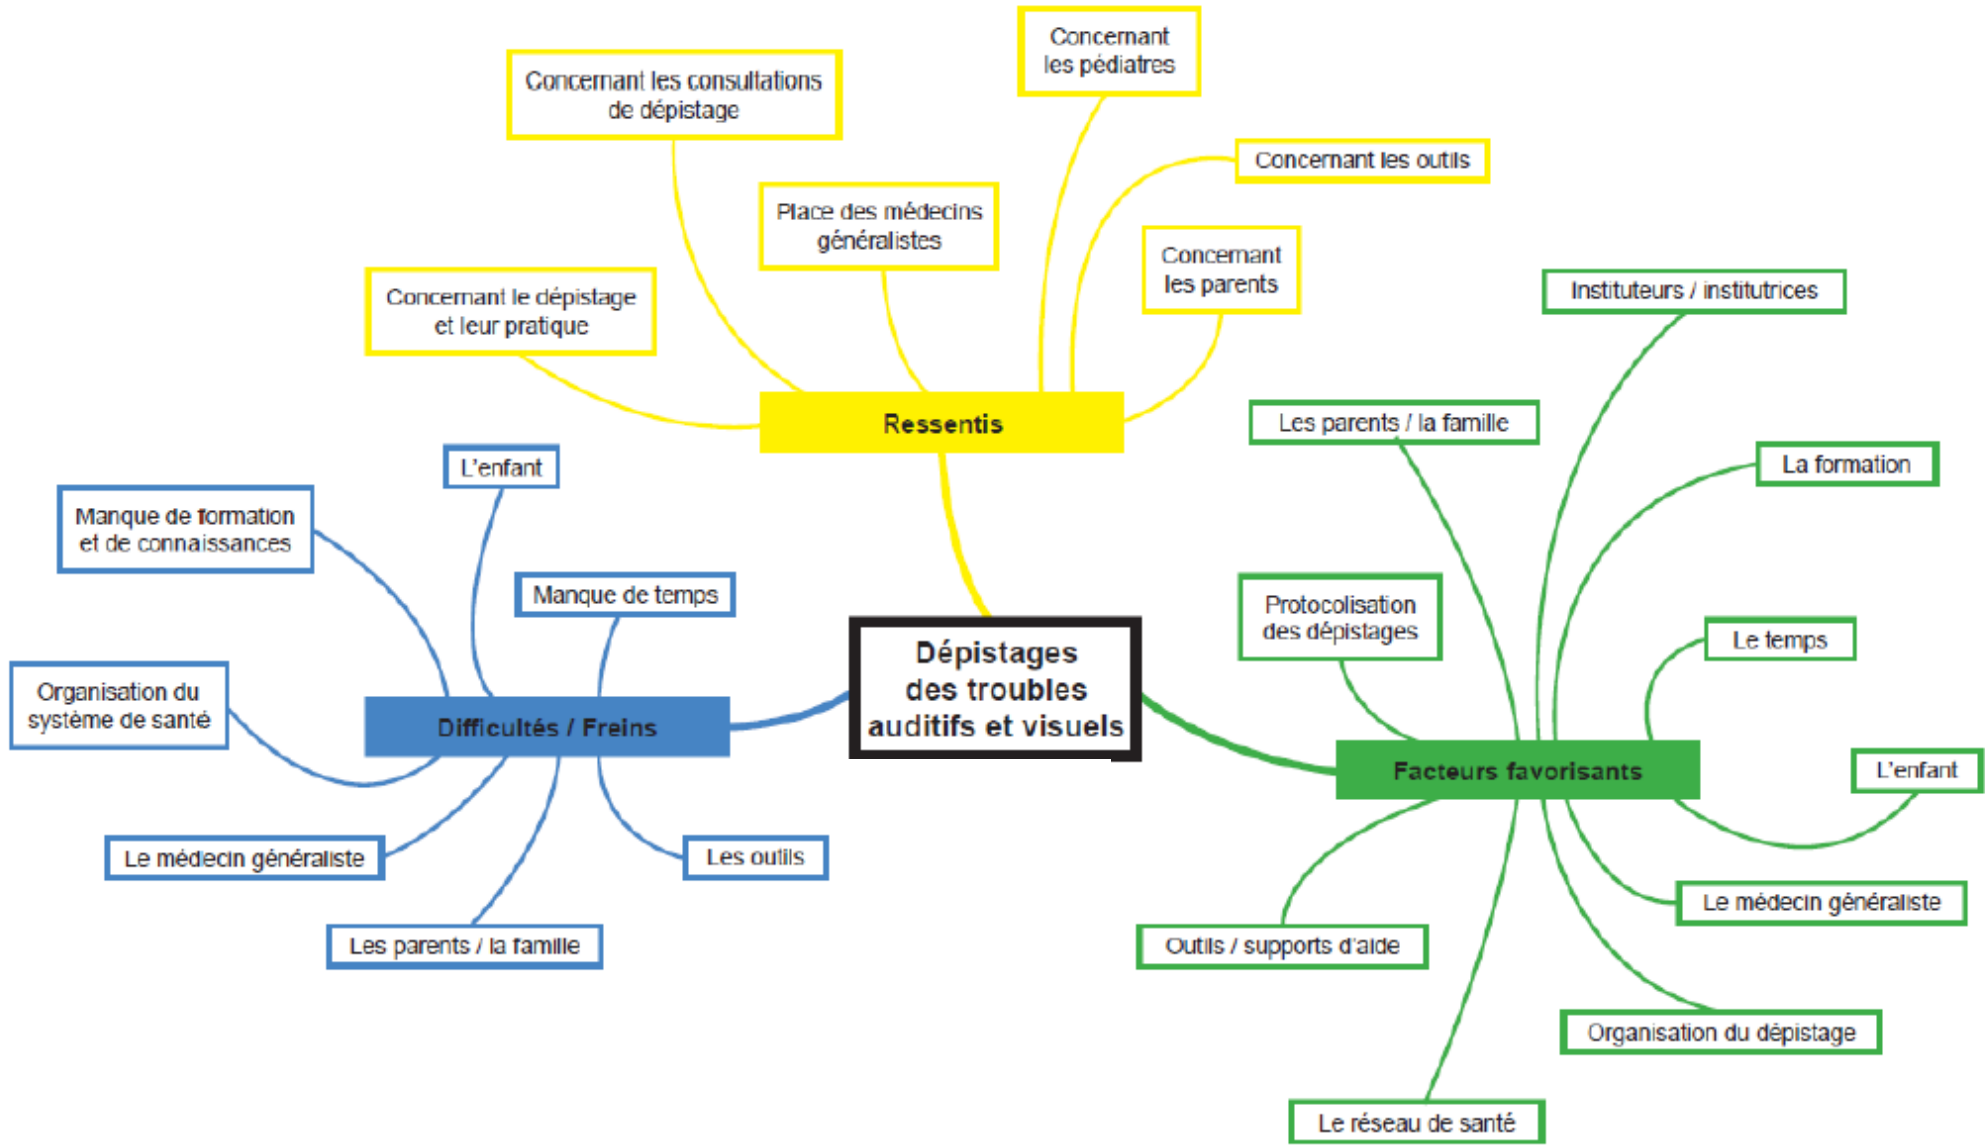 Concernant
les pédiatres
Concernant les consultations
de dépistage
Concernant les outils
Place des médecins
généralistes
Concernant
les parents
Concernant le dépistage
et leur pratique
Ressentis
Instituteurs / institutrices
Les parents / la famille
La formation
L'enfant
Manque de formation
et de connaissances
Manque de temps
Protocolisation
des dépistages
Le temps
Dépistages
des troubles
auditifs et visuels
Organisation du
système de santé
Difficultés / Freins
Facteurs favorisants
L'enfant
Le médecin généraliste
Les outils
Le médecin généraliste
Les parents / la famille
Outils / supports d'aide
Organisation du dépistage
Le réseau de santé